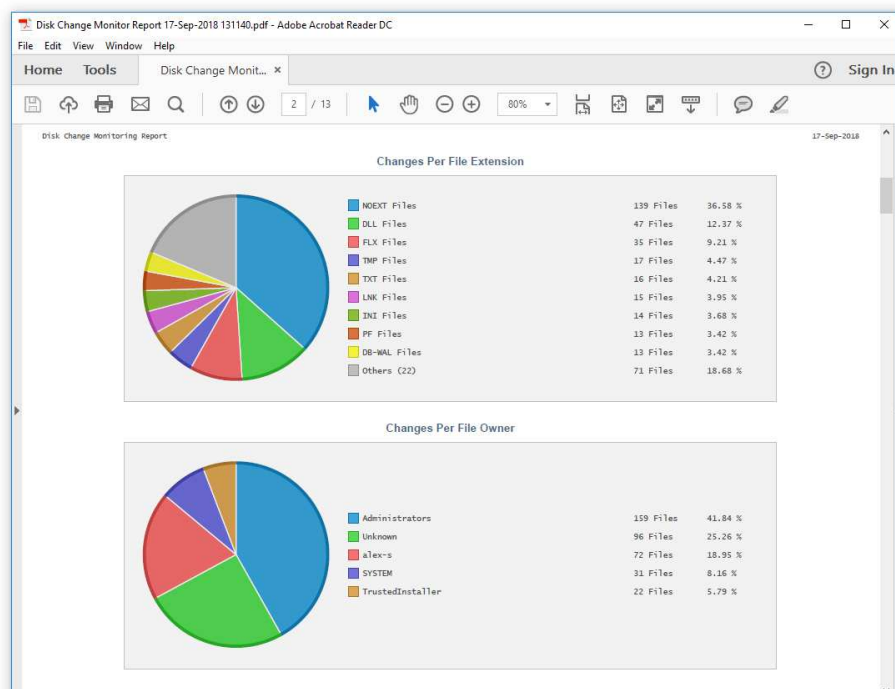 Disk Change Monitor Report 17-Sep-2018 131140.pdf - Adobe Acrobat Reader DC
File Edit View Window Help
Home Tools Disk Change Monit... × Sign In
2 / 13 80%
Disk Change Monitoring Report 17-Sep-2018
Changes Per File Extension
NOEXT Files 139 Files 36.58 %
DLL Files 47 Files 12.37 %
FLX Files 35 Files 9.21 %
TMP Files 17 Files 4.47 %
TXT Files 16 Files 4.21 %
LNK Files 15 Files 3.95 %
INI Files 14 Files 3.68 %
PF Files 13 Files 3.42 %
DB-WAL Files 13 Files 3.42 %
Others (22) 71 Files 18.68 %
Changes Per File Owner
Administrators 159 Files 41.84 %
Unknown 96 Files 25.26 %
alex-s 72 Files 18.95 %
SYSTEM 31 Files 8.16 %
TrustedInstaller 22 Files 5.79 %